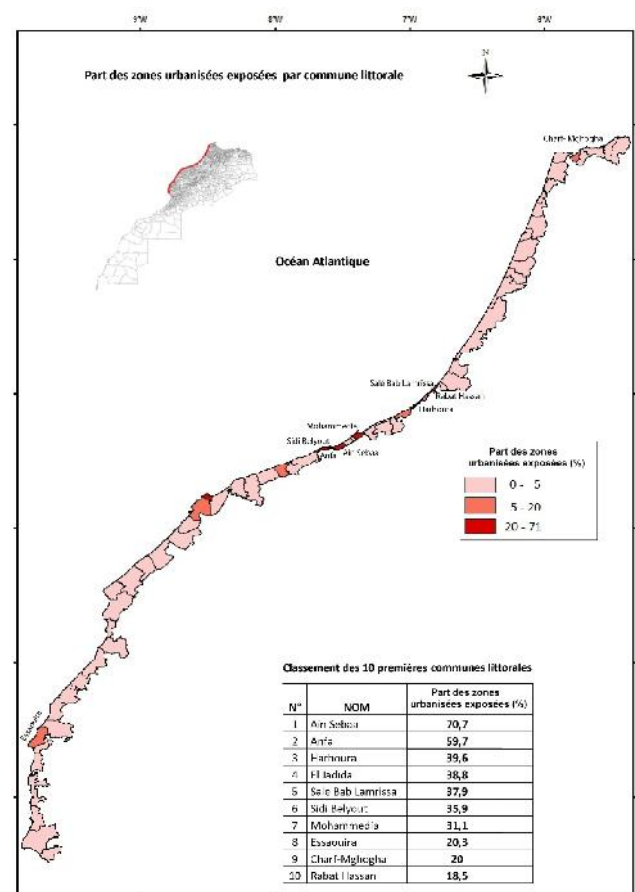 9°W 8°W 7°W 6°W
Part des zones urbanisées exposées par commune littorale
N
Charf-Mghogha
Océan Atlantique
Sale Bab Lamrissa
Rabat Hassan
Harhoura
Mohammedia
Sidi Belyout
Ain Sebaa
Anfa
Part des zones
urbanisées exposées (%)
0 - 5
5 - 20
20 - 71
Essaouira
Classement des 10 premières communes littorales
N° NOM Part des zones
urbanisées exposées (%)
1 Ain Sebaa 70,7
2 Anfa 59,7
3 Harhoura 39,6
4 El Jadida 38,8
5 Sale Bab Lamrissa 37,9
6 Sidi Belyout 35,9
7 Mohammedia 31,1
8 Essaouira 20,3
9 Charf-Mghogha 20
10 Rabat Hassan 18,5